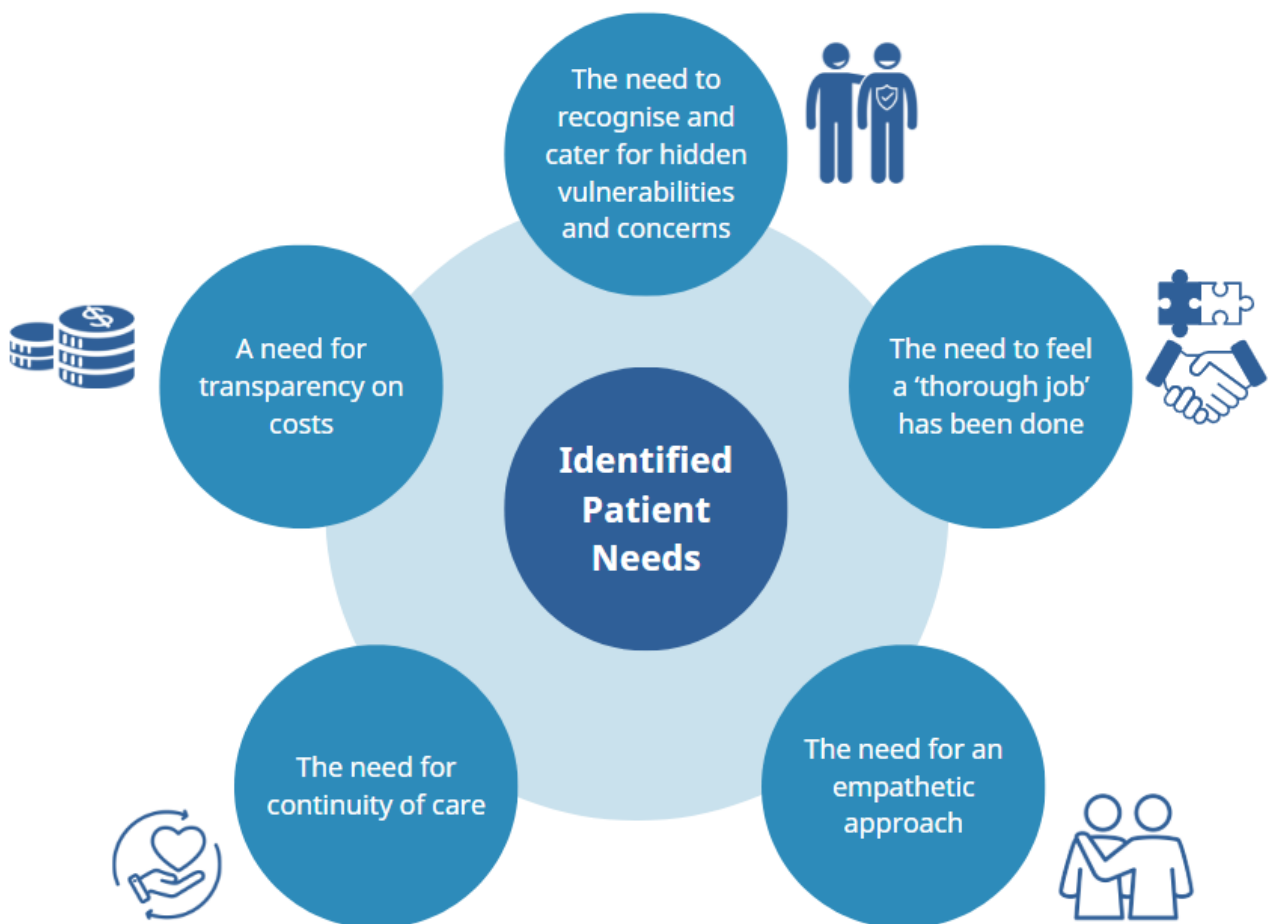 The need to
recognise and
cater for hidden
vulnerabilities
and concerns
The need to feel
a ‘thorough job’
has been done
The need for an
empathetic
approach
The need for
continuity of care
A need for
transparency on
costs
Identified
Patient
Needs
$